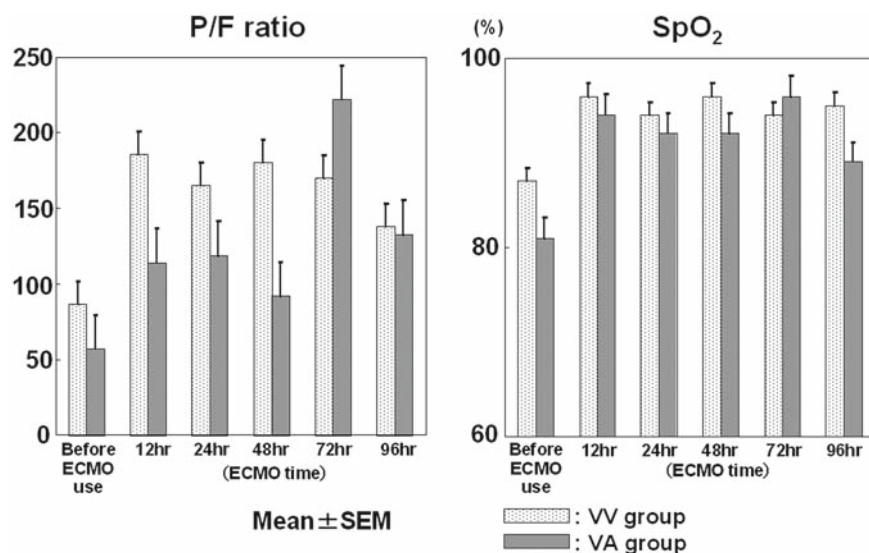 P/F ratio
250
200
150
100
50
0
Before ECMO use
12hr
24hr
48hr
72hr
96hr
(ECMO time)
Mean±SEM
(%)
SpO₂
100
80
60
Before ECMO use
12hr
24hr
48hr
72hr
96hr
(ECMO time)
: VV group
: VA group